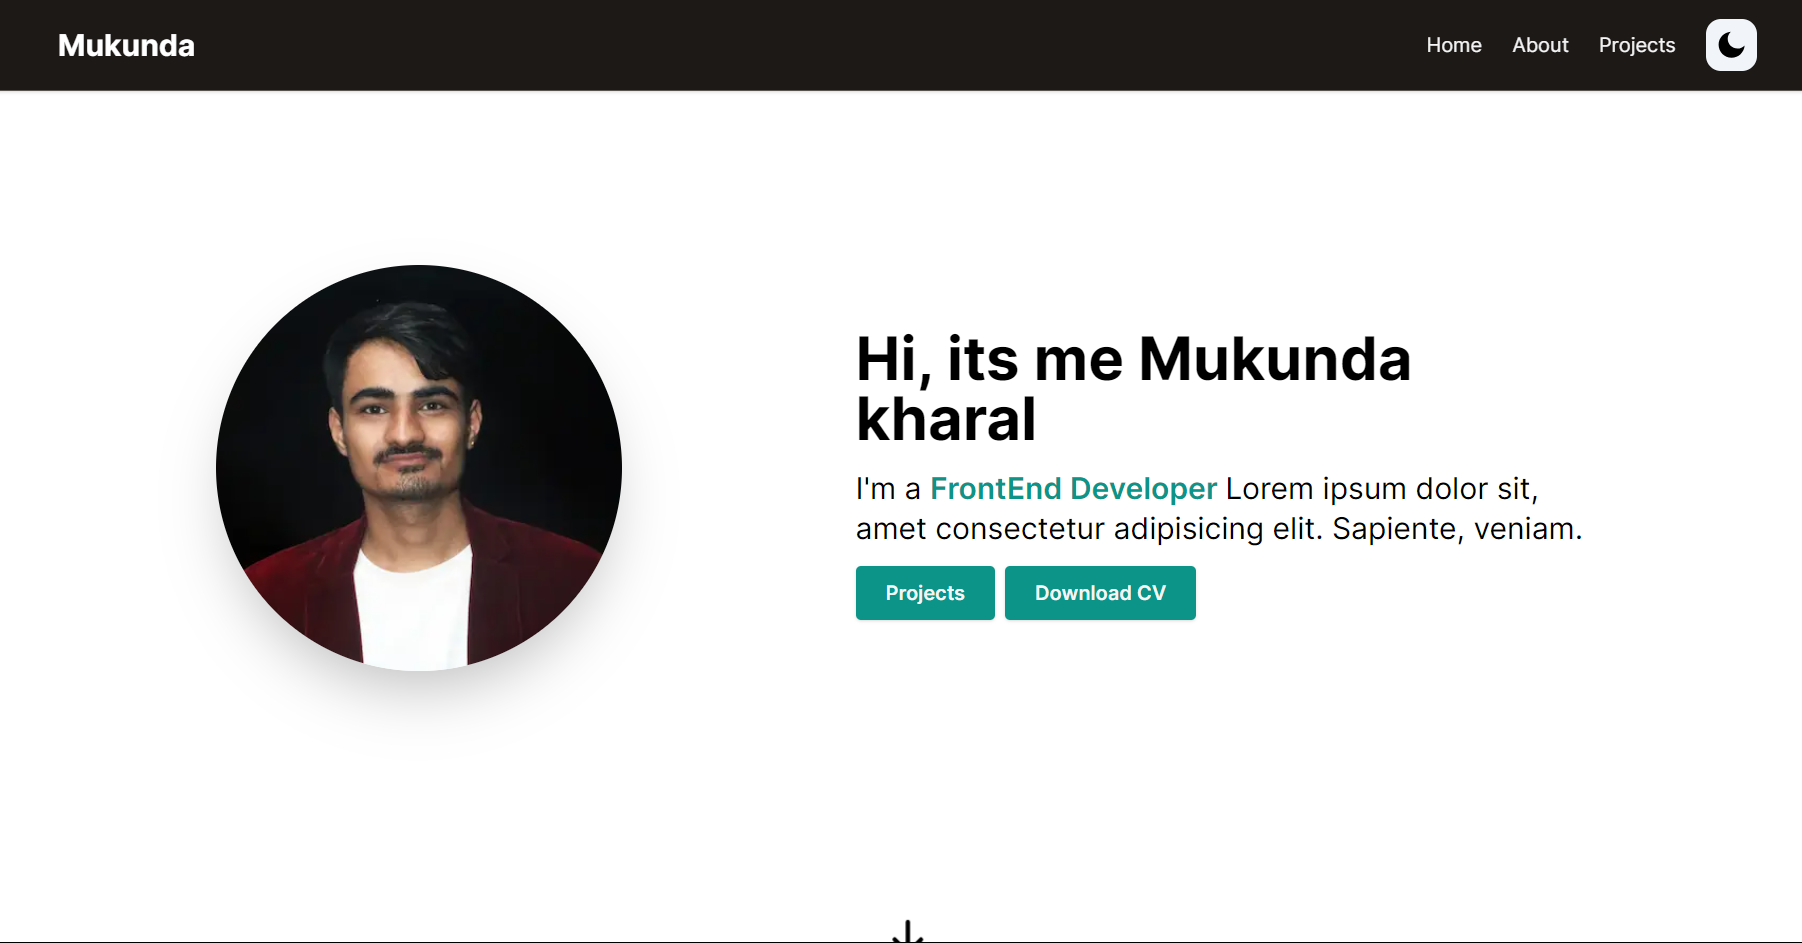 Mukunda
Home About Projects
Hi, its me Mukunda
kharal
I'm a FrontEnd Developer Lorem ipsum dolor sit,
amet consectetur adipisicing elit. Sapiente, veniam.
Projects Download CV